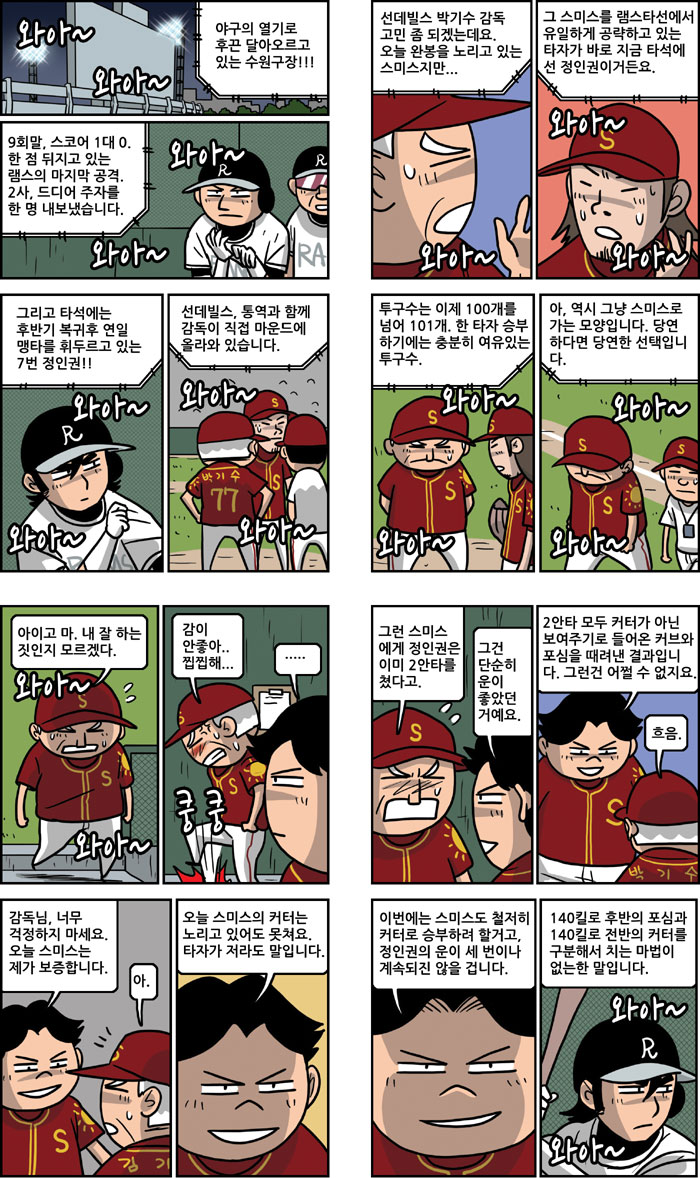 와아~
야구의 열기로
후끈 달아오르고
있는 수원구장!!!
와아~
9회말, 스코어 1대 0.
한 점 뒤지고 있는
램스의 마지막 공격.
2사, 드디어 주자를
한 명 내보냈습니다.
와아~
R
R
RA
와아~
그리고 타석에는
후반기 복귀후 연일
맹타를 휘두르고 있는
7번 정인권!!
와아~
R
와아~
선데빌스, 통역과 함께
감독이 직접 마운드에
올라와 있습니다.
와아~
S
박기수
77
와아~
아이고 마. 내 잘 하는
짓인지 모르겠다.
와아~
S
S
와아~
감이
안좋아..
찝찝해...
.....
S
쿵 쿵
감독님, 너무
걱정하지 마세요.
오늘 스미스는
제가 보증합니다.
아.
S
S
김기
오늘 스미스의 커터는
노리고 있어도 못쳐요.
타자가 저라도 말입니다.
선데빌스 박기수 감독
고민 좀 되겠는데요.
오늘 완봉을 노리고 있는
스미스지만...
와아~
그 스미스를 램스타선에서
유일하게 공략하고 있는
타자가 바로 지금 타석에
선 정인권이거든요.
와아~
S
와아~
투구수는 이제 100개를
넘어 101개. 한 타자 승부
하기에는 충분히 여유있는
투구수.
와아~
S
S
S
S
와아~
아, 역시 그냥 스미스로
가는 모양입니다. 당연
하다면 당연한 선택입니
다.
와아~
S
S
S
와아~
그런 스미스
에게 정인권은
이미 2안타를
쳤다고.
그건
단순히
운이
좋았던
거예요.
S
S
2안타 모두 커터가 아닌
보여주기로 들어온 커브와
포심을 때려낸 결과입니
다. 그런건 어쩔 수 없지요.
흐음.
S
박기수
이번에는 스미스도 철저히
커터로 승부하려 할거고,
정인권의 운이 세 번이나
계속되진 않을 겁니다.
140킬로 후반의 포심과
140킬로 전반의 커터를
구분해서 치는 마법이
없는한 말입니다.
와아~
R
와아~